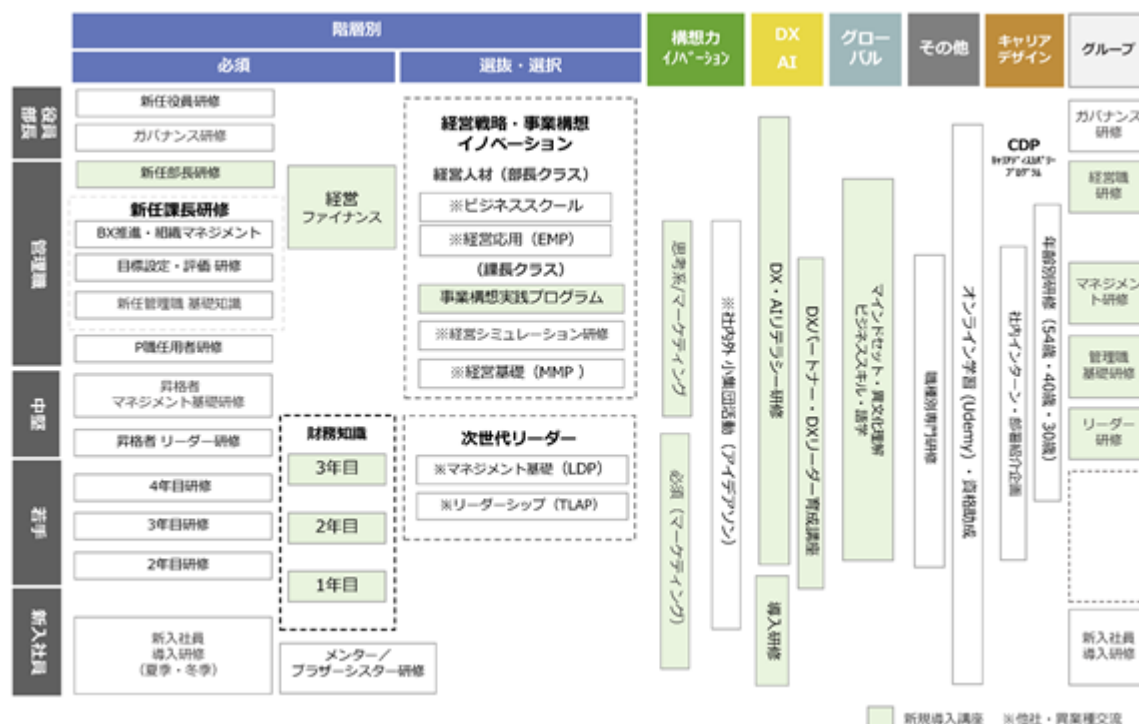 階層別
必須
選抜・選択
構想力
イノベーション
DX
AI
グロー
バル
その他
キャリア
デザイン
グループ
役員
部長
管理職
中堅
若手
新入社員
新任役員研修
ガバナンス研修
新任部長研修
新任課長研修
BX推進・組織マネジメント
目標設定・評価 研修
新任管理職 基礎知識
P職任用者研修
昇格者
マネジメント基礎研修
昇格者 リーダー研修
4年目研修
3年目研修
2年目研修
新入社員
導入研修
(夏季・冬季)
経営
ファイナンス
財務知識
3年目
2年目
1年目
メンター/
ブラザーシスター研修
経営戦略・事業構想
イノベーション
経営人材(部長クラス)
※ビジネススクール
※経営応用(EMP)
(課長クラス)
事業構想実践プログラム
※経営シミュレーション研修
※経営基礎(MMP )
次世代リーダー
※マネジメント基礎(LDP)
※リーダーシップ(TLAP)
思考系/マーケティング
必須(マーケティング)
※社内外 小集団活動(アイデアソン)
DX・AIリテラシー研修
導入研修
DXパートナー・DXリーダー育成講座
マインドセット・異文化理解
ビジネススキル・語学
職種別専門研修
オンライン学習(Udemy)・資格助成
CDP
キャリアディスカバリー
プログラム
社内インターン・部署紹介企画
年齢別研修(54歳・40歳・30歳)
ガバナンス
研修
経営職
研修
マネジメン
ト研修
管理職
基礎研修
リーダー
研修
新入社員
導入研修
新規導入講座 ※他社・異業種交流